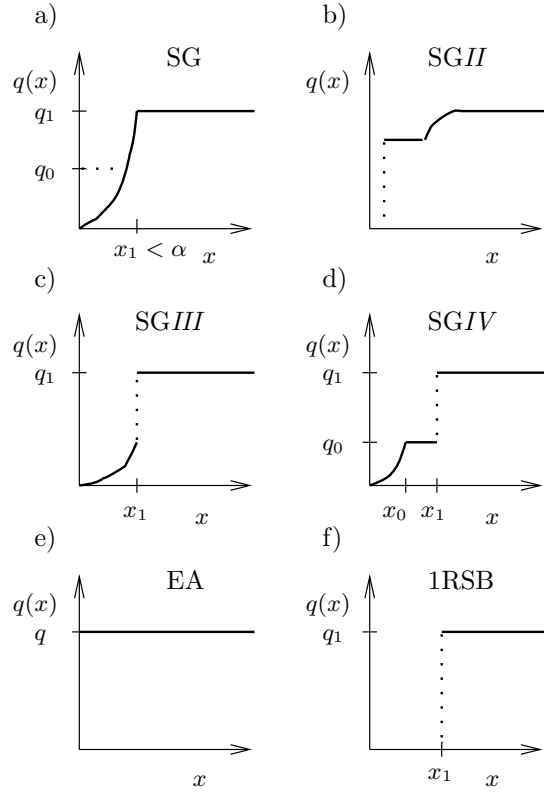 a)
SG
q(x)
q₁
q₀
x₁ < α
x
b)
SGII
q(x)
x
c)
SGIII
q(x)
q₁
x₁
x
d)
SGIV
q(x)
q₁
q₀
x₀
x₁
x
e)
EA
q(x)
q
x
f)
1RSB
q(x)
q₁
x₁
x